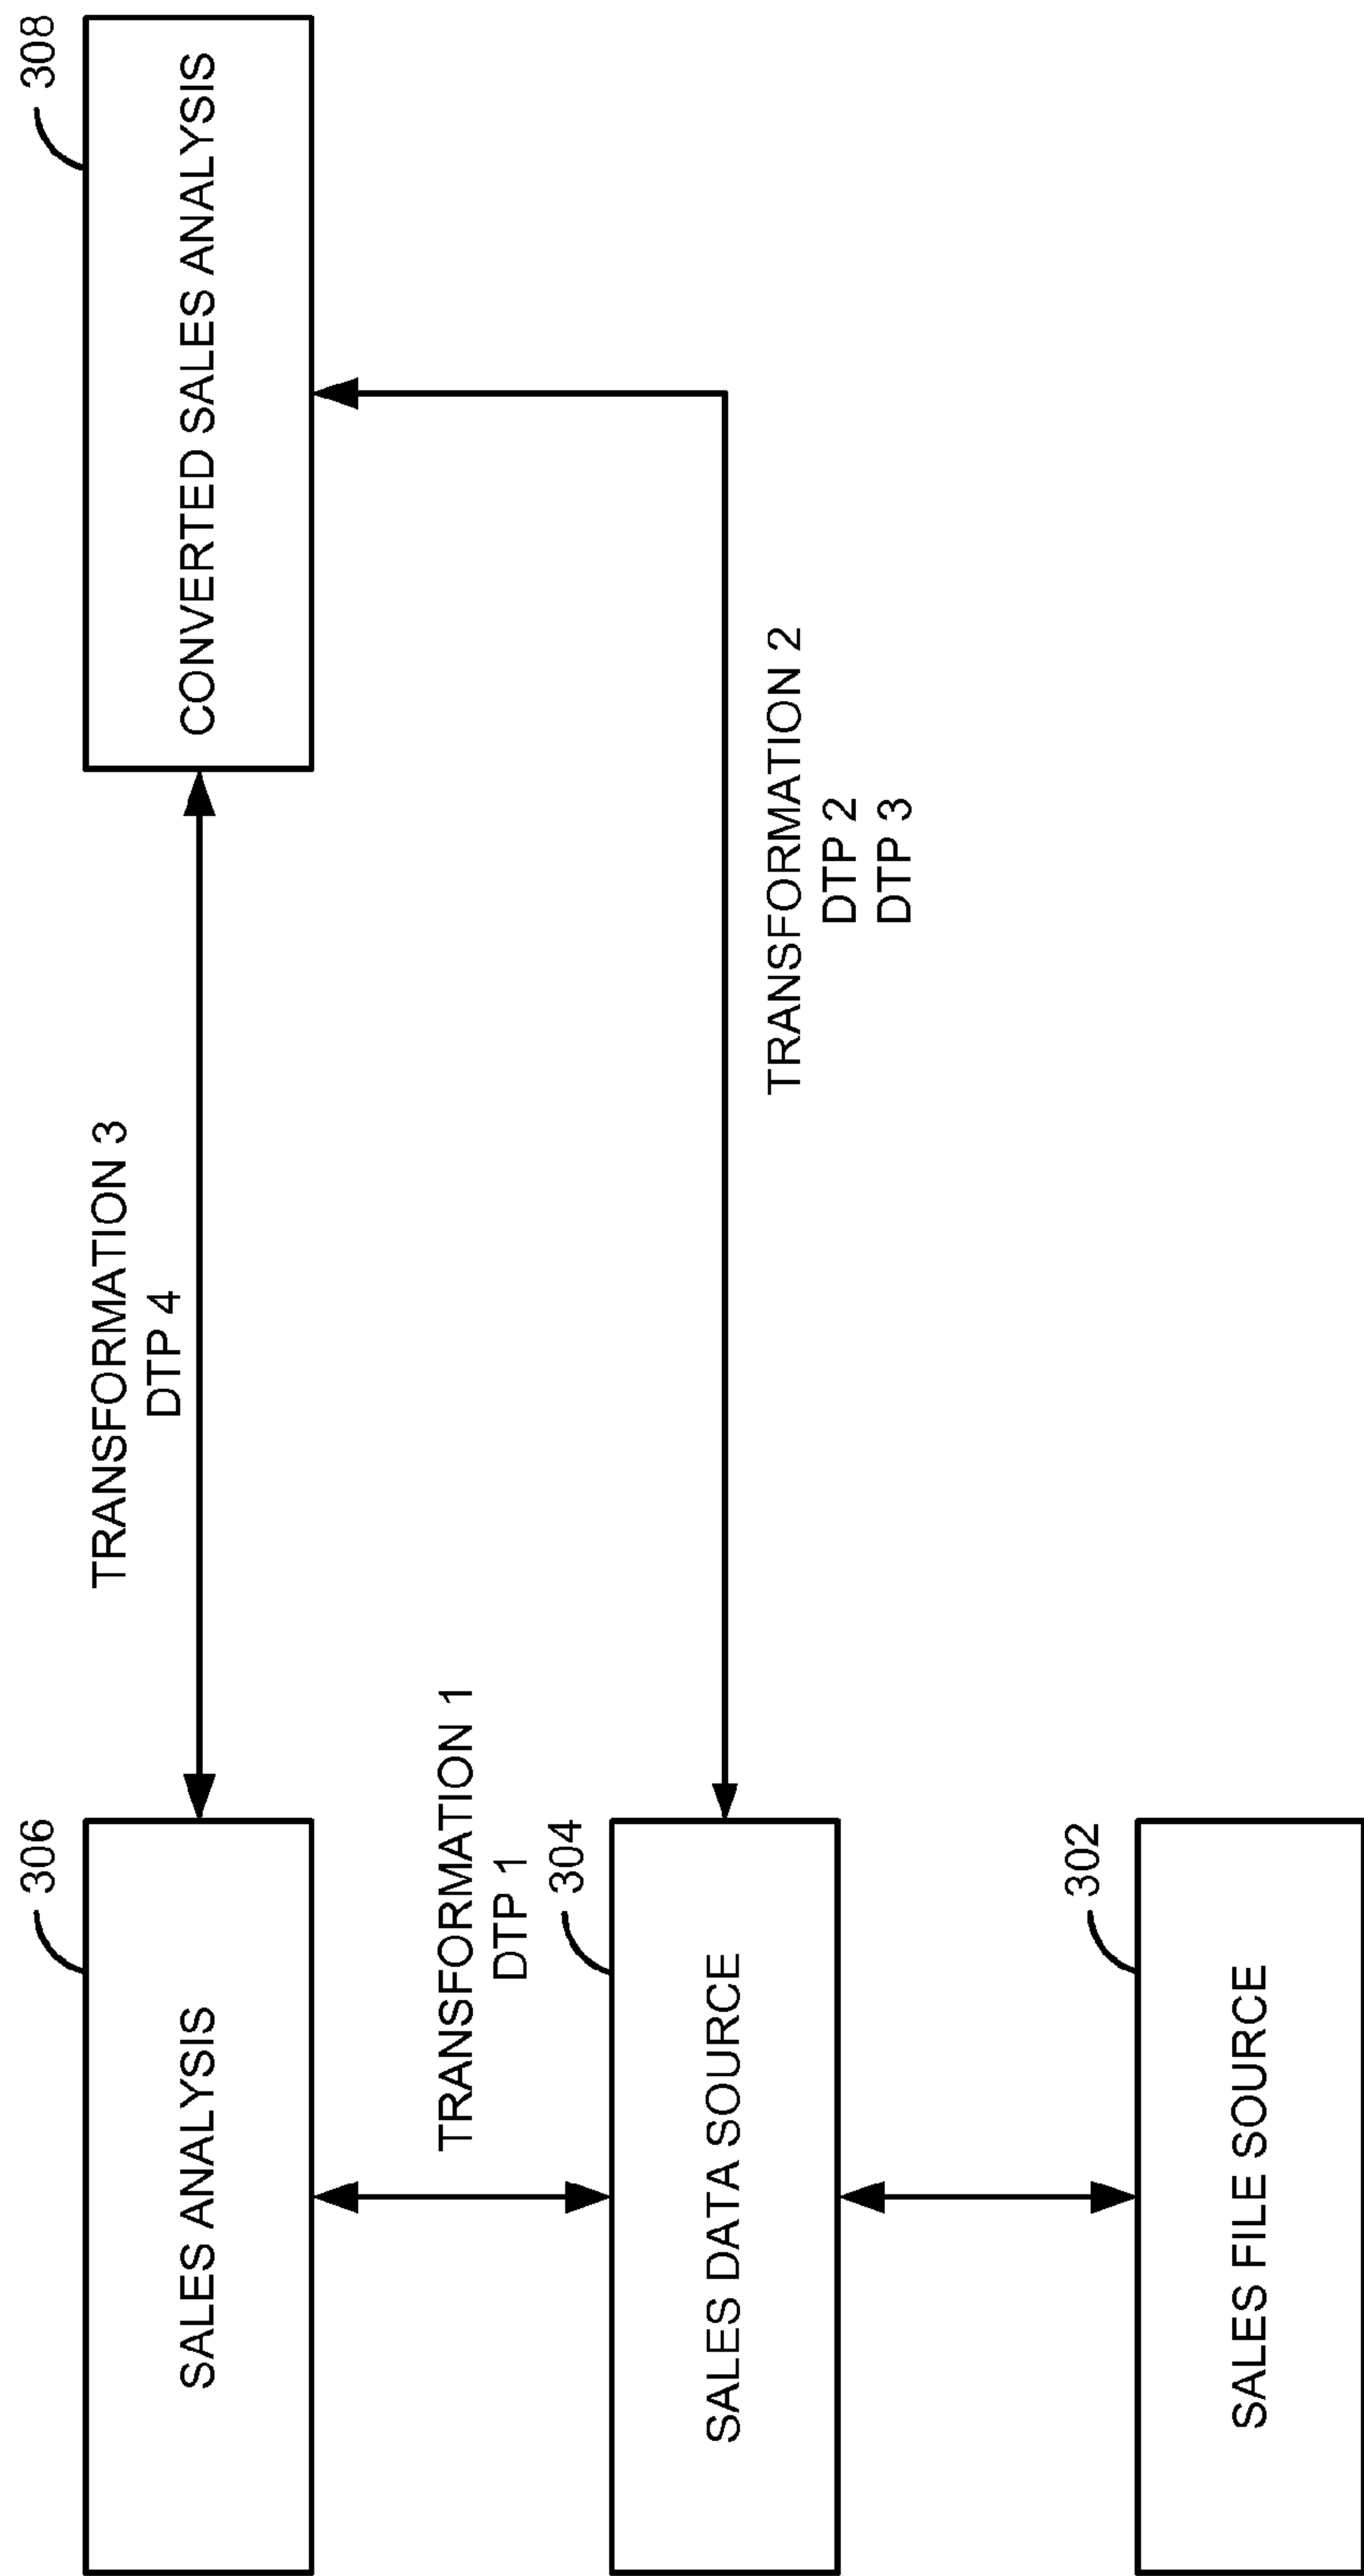 306
SALES ANALYSIS
TRANSFORMATION 3
DTP 4
308
CONVERTED SALES ANALYSIS
TRANSFORMATION 1
DTP 1
304
SALES DATA SOURCE
TRANSFORMATION 2
DTP 2
DTP 3
302
SALES FILE SOURCE